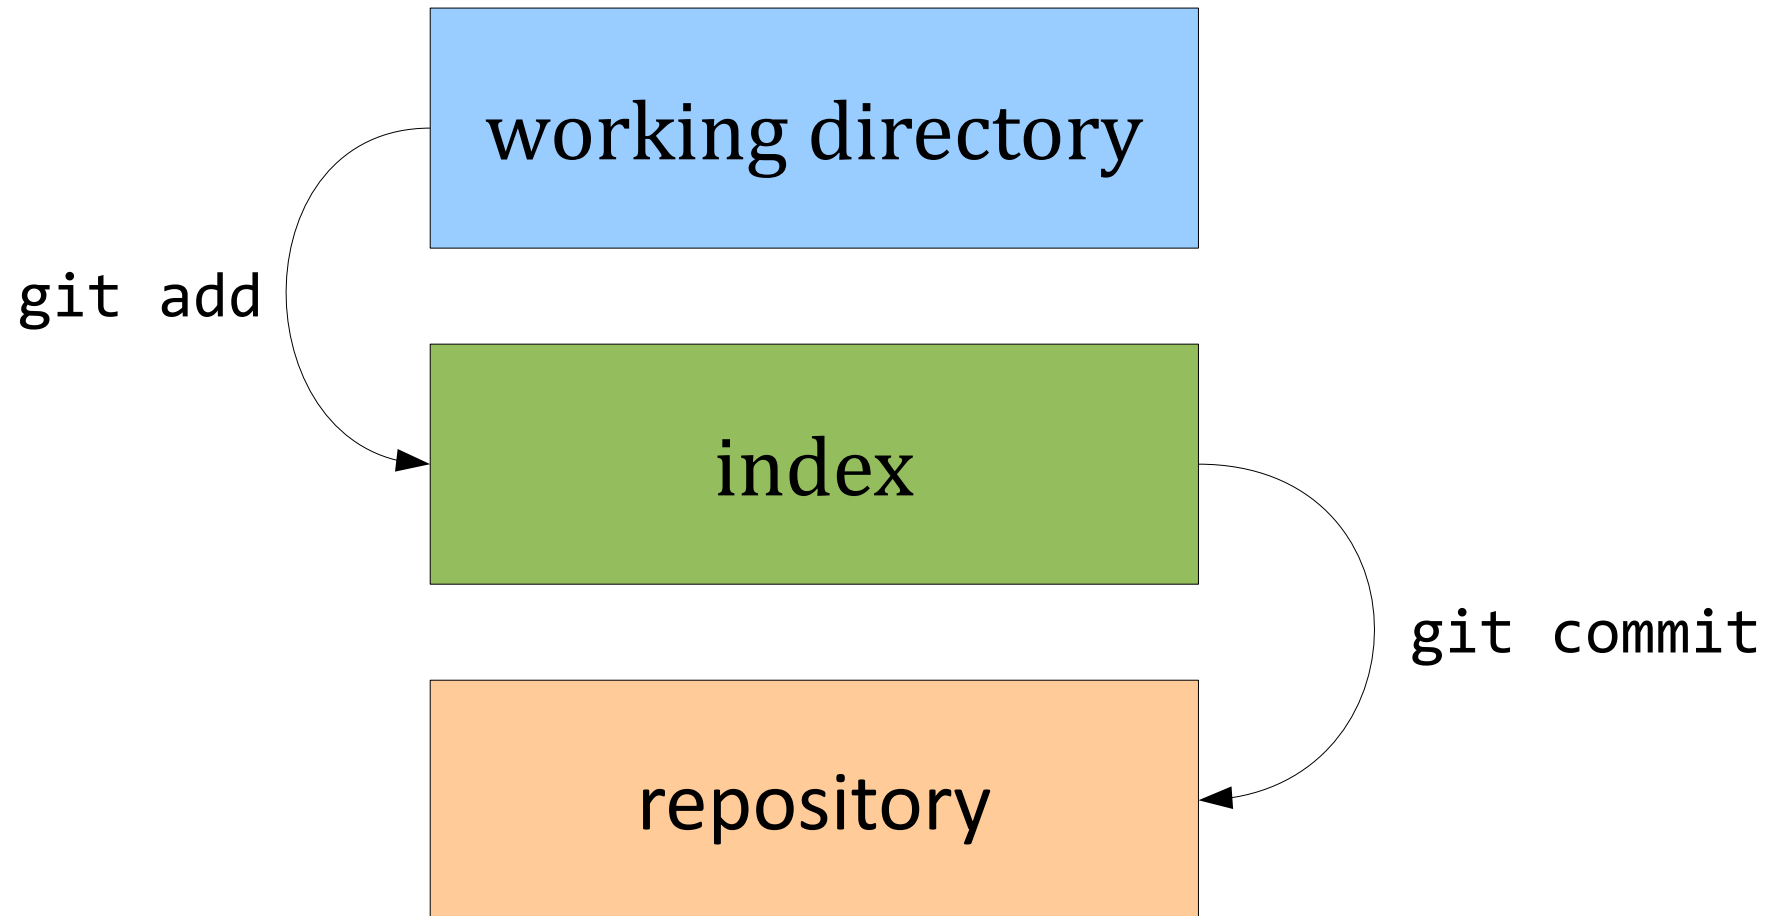 working directory
git add
index
git commit
repository